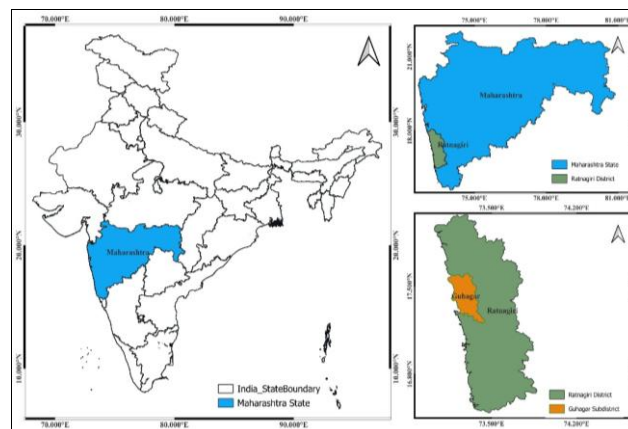 70.000°E 80.000°E 90.000°E
30.000°N
20.000°N
10.000°N
Maharashtra
India_StateBoundary
Maharashtra State
70.000°E 80.000°E 90.000°E
75.000°E 78.000°E 81.000°E
21.000°N
18.000°N
Maharashtra
Ratnagiri
Maharashtra State
Ratnagiri District
75.000°E 78.000°E 81.000°E
73.500°E 74.200°E
17.500°N
16.800°N
Guhagar
Ratnagiri
Ratnagiri District
Guhagar Subdistrict
73.500°E 74.200°E